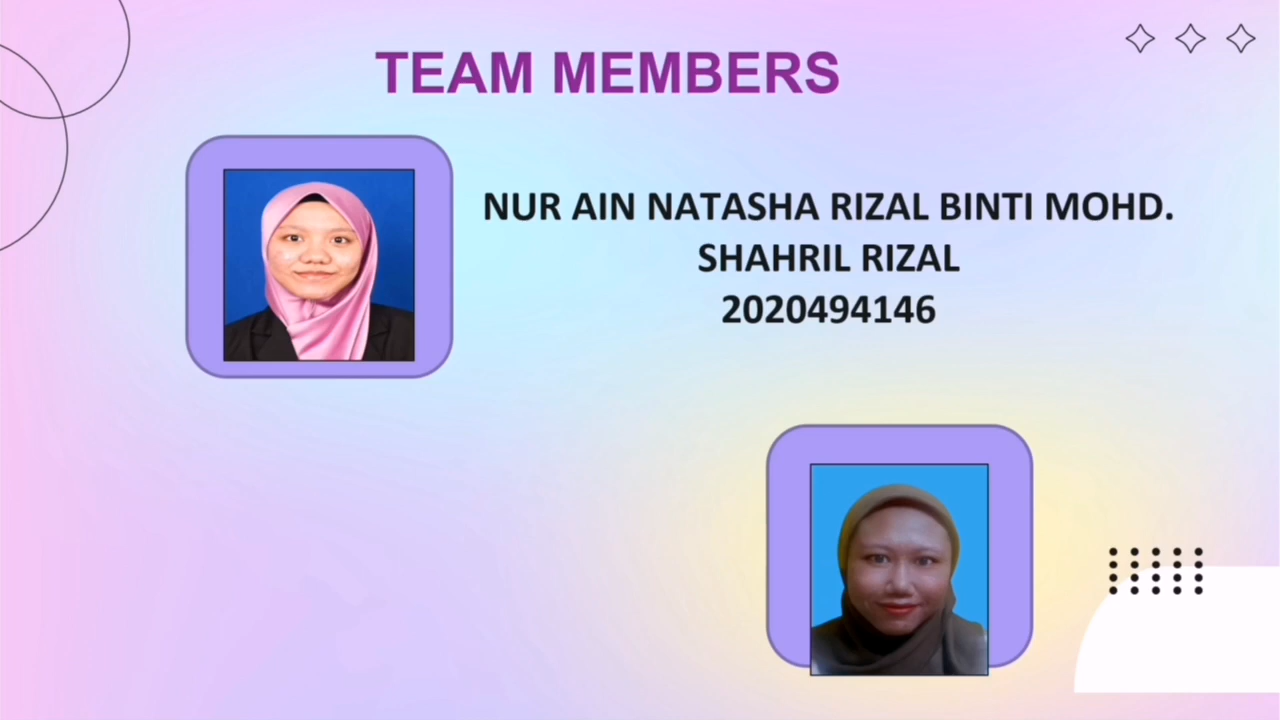 TEAM MEMBERS
NUR AIN NATASHA RIZAL BINTI MOHD.
SHAHRIL RIZAL
2020494146